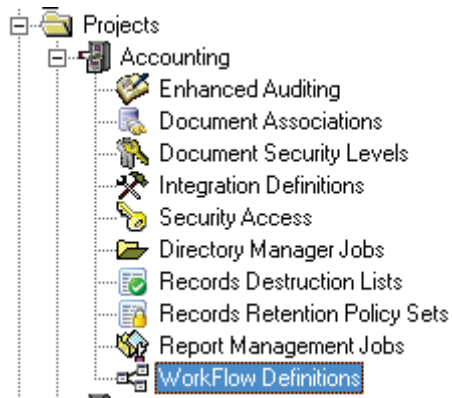 Projects
Accounting
Enhanced Auditing
Document Associations
Document Security Levels
Integration Definitions
Security Access
Directory Manager Jobs
Records Destruction Lists
Records Retention Policy Sets
Report Management Jobs
WorkFlow Definitions